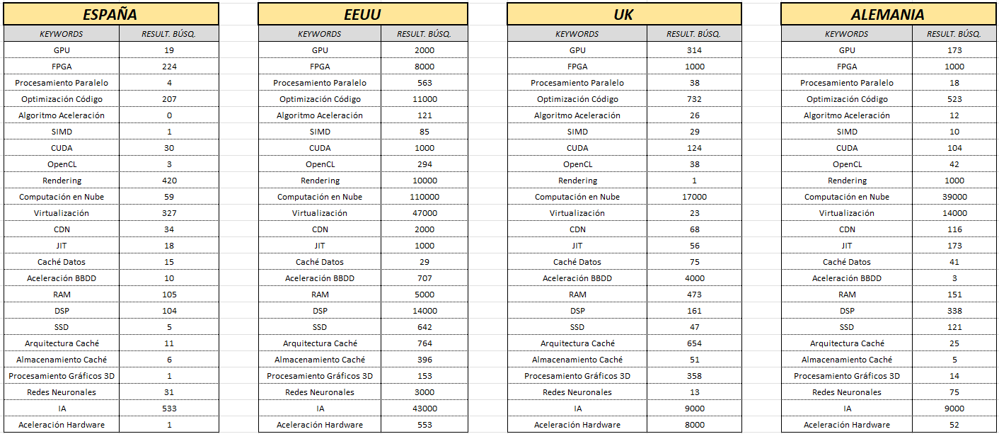 ESPAÑA EEUU UK ALEMANIA
KEYWORDS RESULT. BÚSQ. KEYWORDS RESULT. BÚSQ. KEYWORDS RESULT. BÚSQ. KEYWORDS RESULT. BÚSQ.
GPU 19 GPU 2000 GPU 314 GPU 173
FPGA 224 FPGA 8000 FPGA 1000 FPGA 1000
Procesamiento Paralelo 4 Procesamiento Paralelo 563 Procesamiento Paralelo 38 Procesamiento Paralelo 18
Optimización Código 207 Optimización Código 11000 Optimización Código 732 Optimización Código 523
Algoritmo Aceleración 0 Algoritmo Aceleración 121 Algoritmo Aceleración 26 Algoritmo Aceleración 12
SIMD 1 SIMD 85 SIMD 29 SIMD 10
CUDA 30 CUDA 1000 CUDA 124 CUDA 104
OpenCL 3 OpenCL 294 OpenCL 38 OpenCL 42
Rendering 420 Rendering 10000 Rendering 1 Rendering 1000
Computación en Nube 59 Computación en Nube 110000 Computación en Nube 17000 Computación en Nube 39000
Virtualización 327 Virtualización 47000 Virtualización 23 Virtualización 14000
CDN 34 CDN 2000 CDN 68 CDN 116
JIT 18 JIT 1000 JIT 56 JIT 173
Caché Datos 15 Caché Datos 29 Caché Datos 75 Caché Datos 41
Aceleración BBDD 10 Aceleración BBDD 707 Aceleración BBDD 4000 Aceleración BBDD 3
RAM 105 RAM 5000 RAM 473 RAM 151
DSP 104 DSP 14000 DSP 161 DSP 338
SSD 5 SSD 642 SSD 47 SSD 121
Arquitectura Caché 11 Arquitectura Caché 764 Arquitectura Caché 654 Arquitectura Caché 25
Almacenamiento Caché 6 Almacenamiento Caché 396 Almacenamiento Caché 51 Almacenamiento Caché 5
Procesamiento Gráficos 3D 1 Procesamiento Gráficos 3D 153 Procesamiento Gráficos 3D 358 Procesamiento Gráficos 3D 14
Redes Neuronales 31 Redes Neuronales 3000 Redes Neuronales 13 Redes Neuronales 75
IA 533 IA 43000 IA 9000 IA 9000
Aceleración Hardware 1 Aceleración Hardware 553 Aceleración Hardware 8000 Aceleración Hardware 52